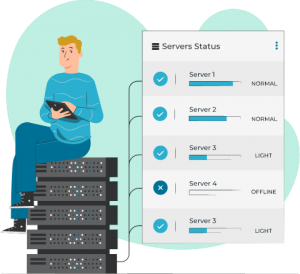 Servers Status
Server 1
NORMAL
Server 2
NORMAL
Server 3
LIGHT
Server 4
OFFLINE
Server 3
LIGHT